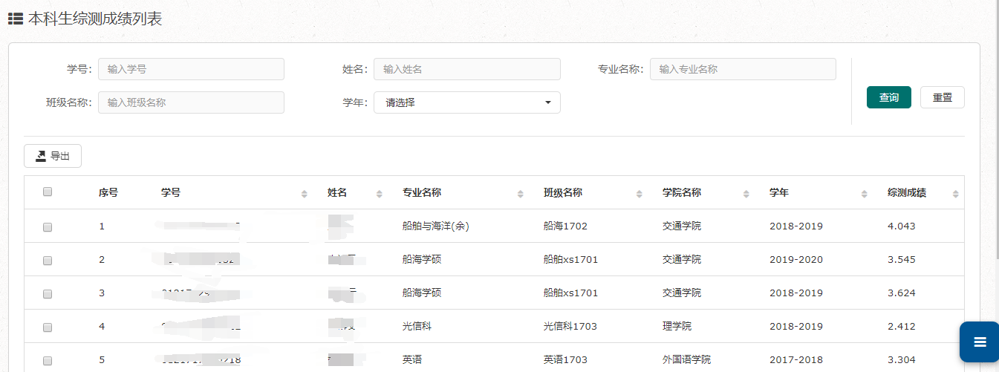 本科生综测成绩列表
学号： 输入学号 姓名： 输入姓名 专业名称： 输入专业名称
查询 重置
班级名称： 输入班级名称 学年： 请选择
导出
序号 学号 姓名 专业名称 班级名称 学院名称 学年 综测成绩
1 船舶与海洋(余) 船海1702 交通学院 2018-2019 4.043
2 船海学硕 船舶xs1701 交通学院 2019-2020 3.545
3 船海学硕 船舶xs1701 交通学院 2018-2019 3.624
4 光信科 光信科1703 理学院 2018-2019 2.412
5 英语 英语1703 外国语学院 2017-2018 3.304